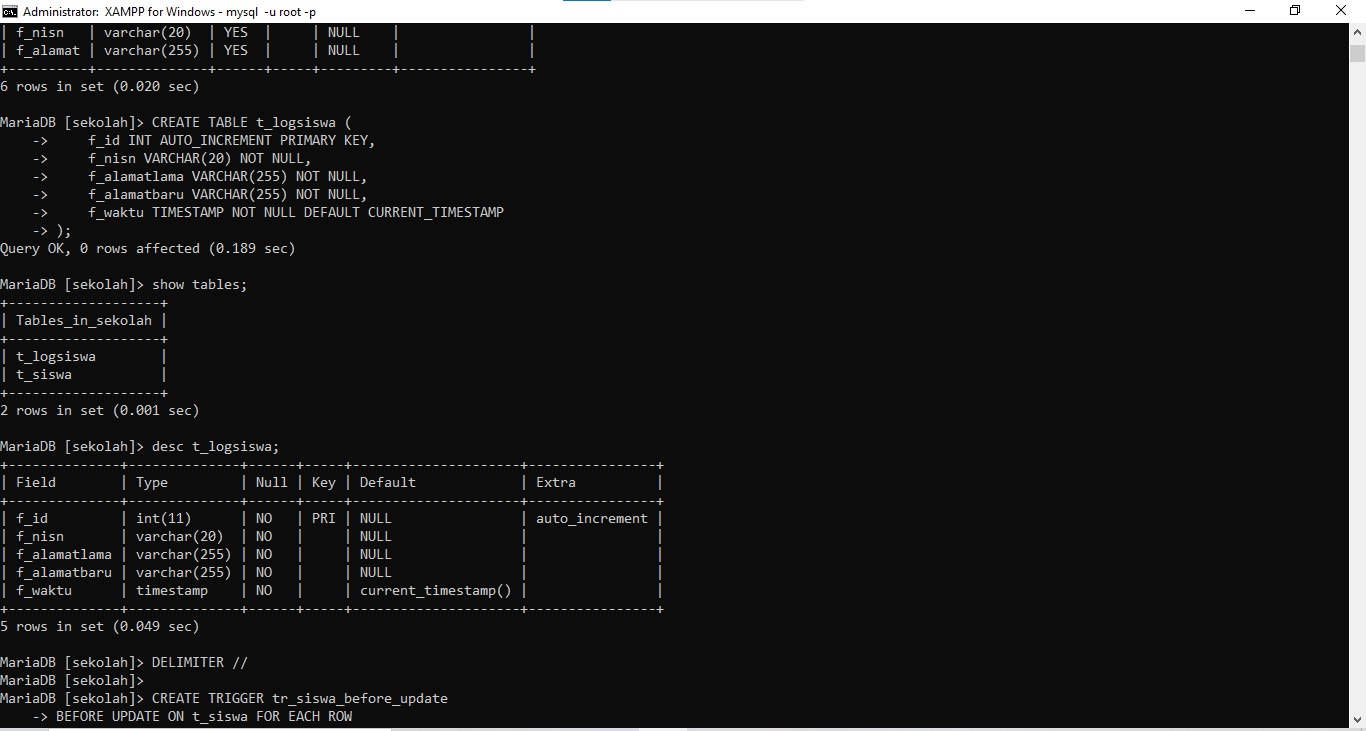 Administrator: XAMPP for Windows - mysql -u root -p
| f_nisn   | varchar(20)  | YES  |     | NULL    |                |
| f_alamat | varchar(255) | YES  |     | NULL    |                |
+----------+--------------+------+-----+---------+----------------+
6 rows in set (0.020 sec)

MariaDB [sekolah]> CREATE TABLE t_logsiswa (
    ->     f_id INT AUTO_INCREMENT PRIMARY KEY,
    ->     f_nisn VARCHAR(20) NOT NULL,
    ->     f_alamatlama VARCHAR(255) NOT NULL,
    ->     f_alamatbaru VARCHAR(255) NOT NULL,
    ->     f_waktu TIMESTAMP NOT NULL DEFAULT CURRENT_TIMESTAMP
    -> );
Query OK, 0 rows affected (0.189 sec)

MariaDB [sekolah]> show tables;
+-------------------+
| Tables_in_sekolah |
+-------------------+
| t_logsiswa        |
| t_siswa           |
+-------------------+
2 rows in set (0.001 sec)

MariaDB [sekolah]> desc t_logsiswa;
+--------------+--------------+------+-----+---------------------+----------------+
| Field        | Type         | Null | Key | Default             | Extra          |
+--------------+--------------+------+-----+---------------------+----------------+
| f_id         | int(11)      | NO   | PRI | NULL                | auto_increment |
| f_nisn       | varchar(20)  | NO   |     | NULL                |                |
| f_alamatlama | varchar(255) | NO   |     | NULL                |                |
| f_alamatbaru | varchar(255) | NO   |     | NULL                |                |
| f_waktu      | timestamp    | NO   |     | current_timestamp() |                |
+--------------+--------------+------+-----+---------------------+----------------+
5 rows in set (0.049 sec)

MariaDB [sekolah]> DELIMITER //
MariaDB [sekolah]>
MariaDB [sekolah]> CREATE TRIGGER tr_siswa_before_update
    -> BEFORE UPDATE ON t_siswa FOR EACH ROW